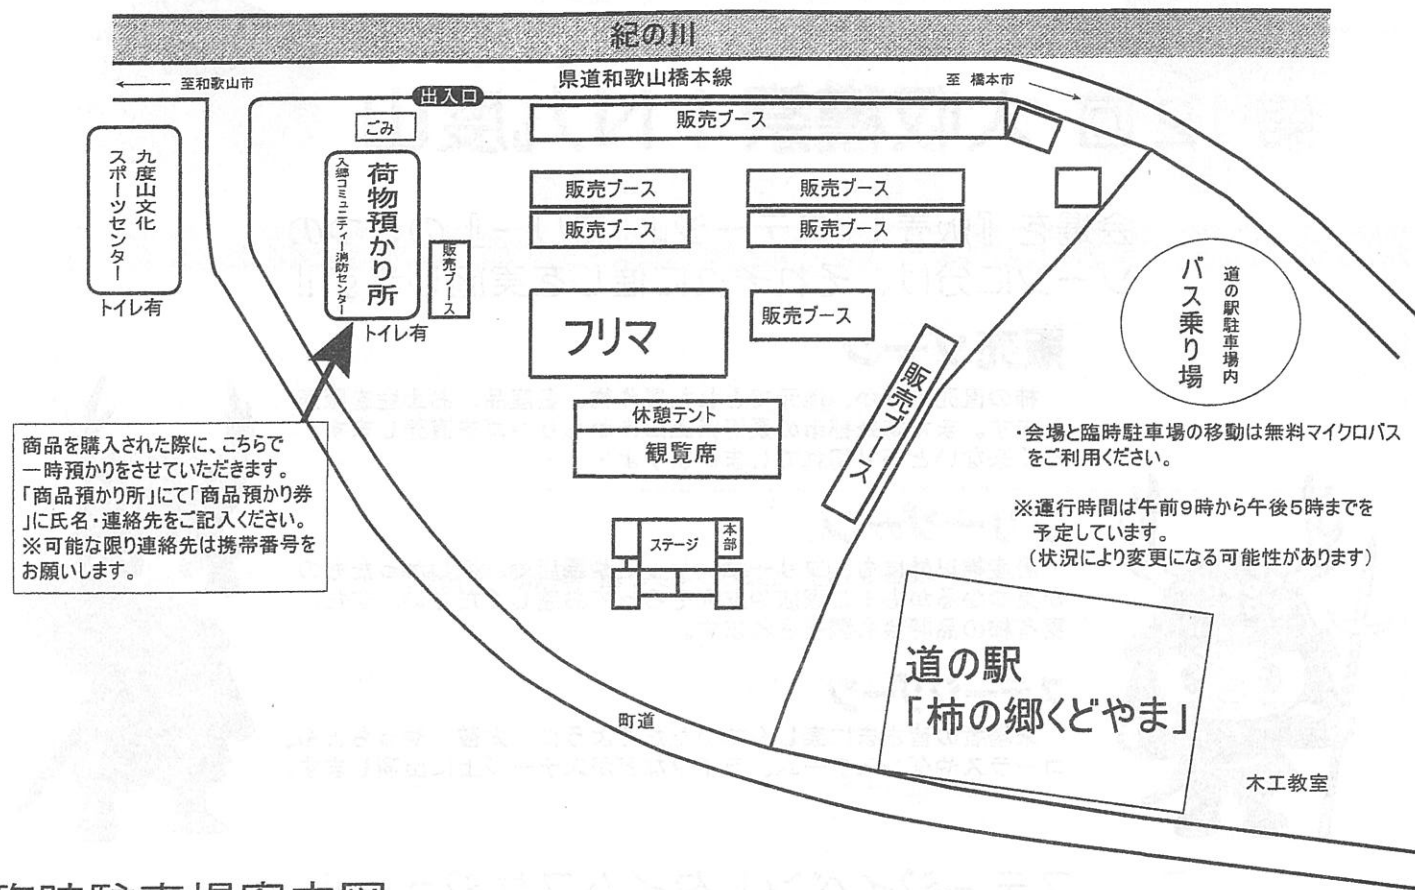 紀の川
県道和歌山橋本線
至和歌山市
至 橋本市
出入口
ごみ
販売ブース
九度山文化
スポーツセンター
トイレ有
荷物預かり所
入郷コミュニティー消防センター
トイレ有
販売ブース
販売ブース
販売ブース
販売ブース
販売ブース
フリマ
販売ブース
販売ブース
道の駅駐車場内
バス乗り場
休憩テント
観覧席
ステージ
本部
商品を購入された際に、こちらで
一時預かりをさせていただきます。
「商品預かり所」にて「商品預かり券
」に氏名・連絡先をご記入ください。
※可能な限り連絡先は携帯番号を
お願いします。
・会場と臨時駐車場の移動は無料マイクロバス
をご利用ください。
※運行時間は午前9時から午後5時までを
予定しています。
(状況により変更になる可能性があります)
道の駅
「柿の郷くどやま」
町道
木工教室
臨時駐車場案内図